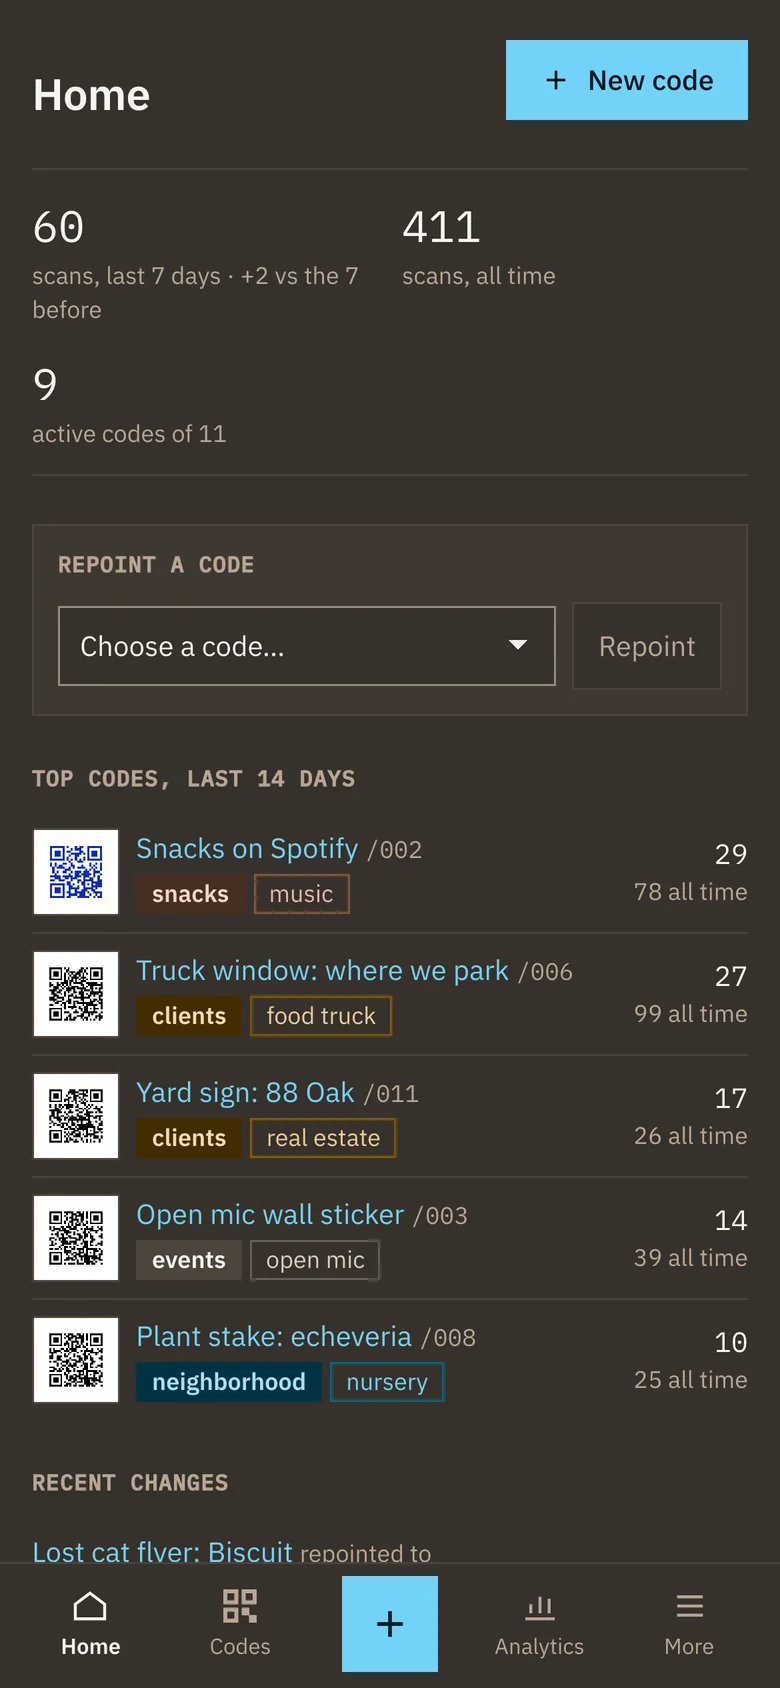 Home
+ New code
60
scans, last 7 days · +2 vs the 7
before
411
scans, all time
9
active codes of 11
REPOINT A CODE
Choose a code...
Repoint
TOP CODES, LAST 14 DAYS
Snacks on Spotify /002
snacks music
29
78 all time
Truck window: where we park /006
clients food truck
27
99 all time
Yard sign: 88 Oak /011
clients real estate
17
26 all time
Open mic wall sticker /003
events open mic
14
39 all time
Plant stake: echeveria /008
neighborhood nursery
10
25 all time
RECENT CHANGES
Lost cat flyer: Biscuit repointed to
Home
Codes
+
Analytics
More